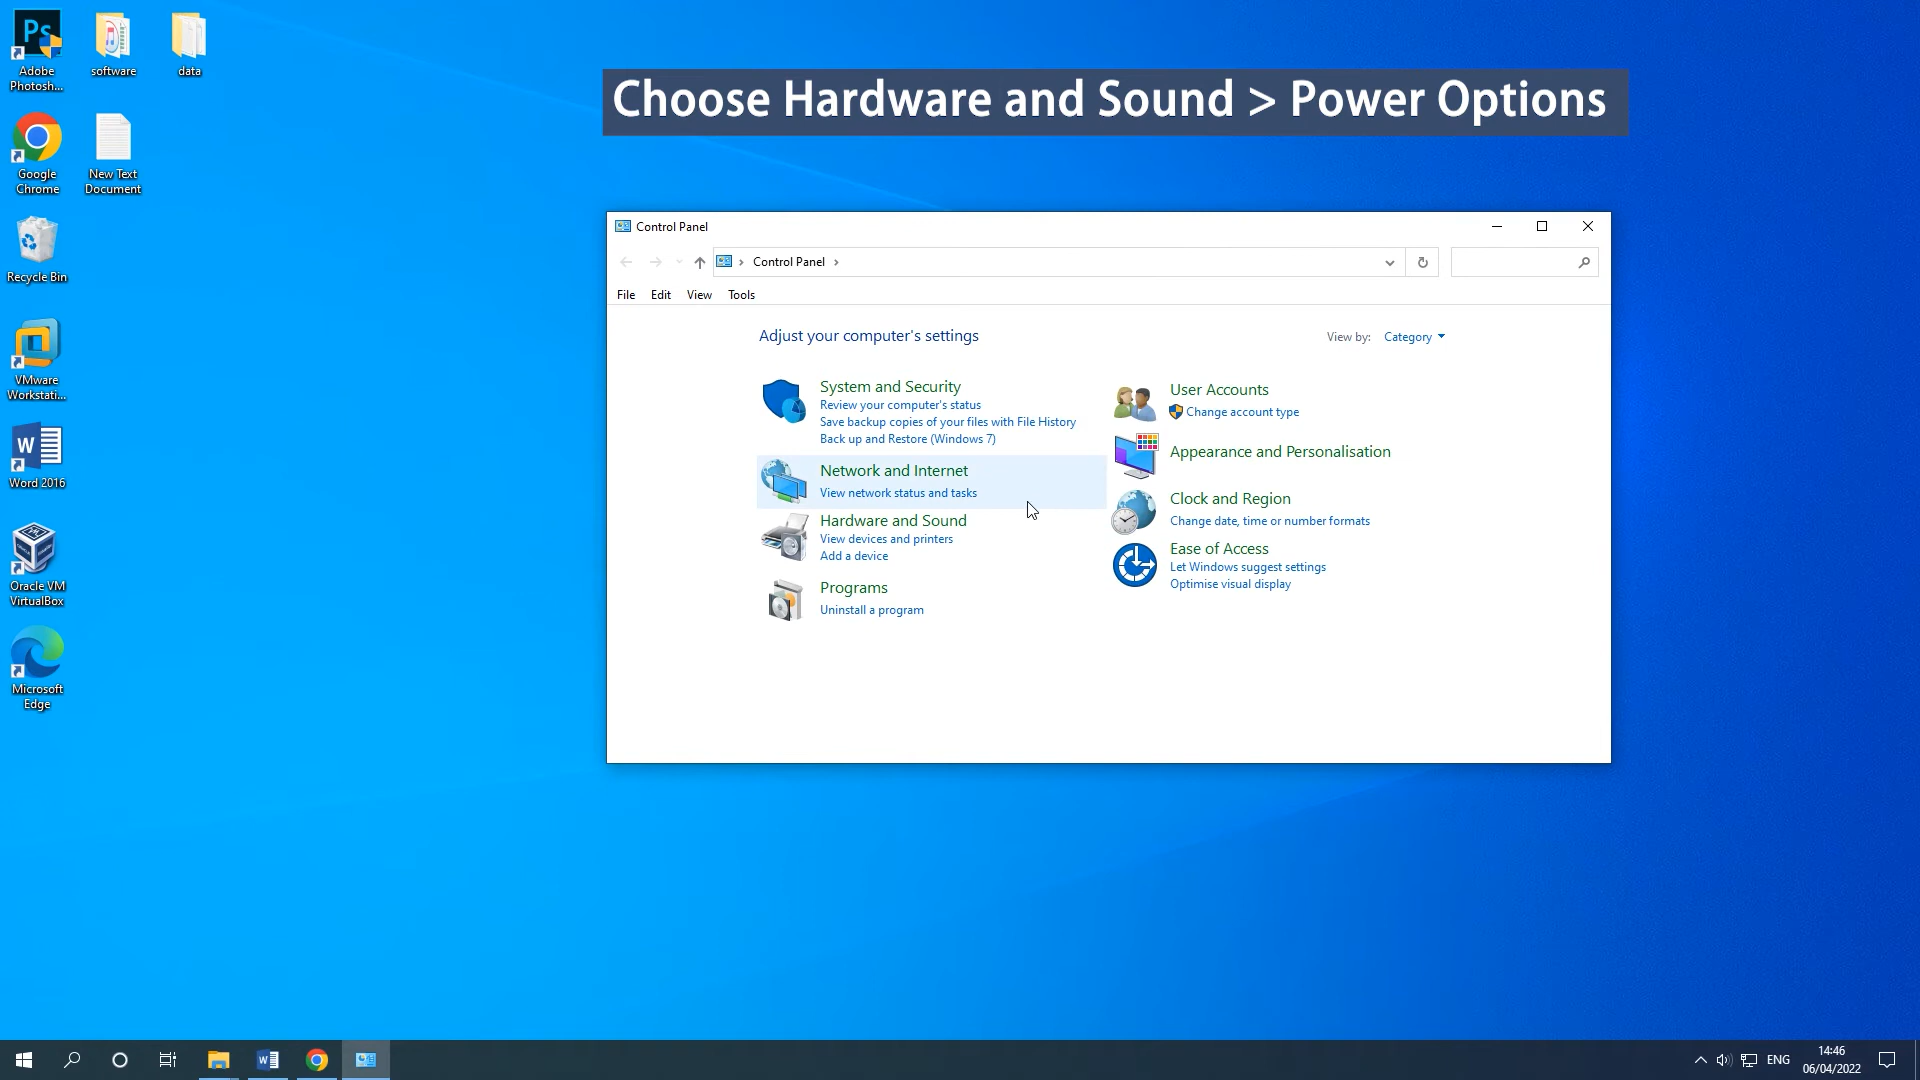 Choose Hardware and Sound > Power Options
Ps
Adobe
Photosh...
software
data
Google
Chrome
New Text
Document
Recycle Bin
VMware
Workstati...
W
Word 2016
Oracle VM
VirtualBox
Microsoft
Edge
Control Panel
Control Panel
File Edit View Tools
Adjust your computer's settings
View by: Category
System and Security
Review your computer's status
Save backup copies of your files with File History
Back up and Restore (Windows 7)
Network and Internet
View network status and tasks
Hardware and Sound
View devices and printers
Add a device
Programs
Uninstall a program
User Accounts
Change account type
Appearance and Personalisation
Clock and Region
Change date, time or number formats
Ease of Access
Let Windows suggest settings
Optimise visual display
W
ENG
14:46
06/04/2022